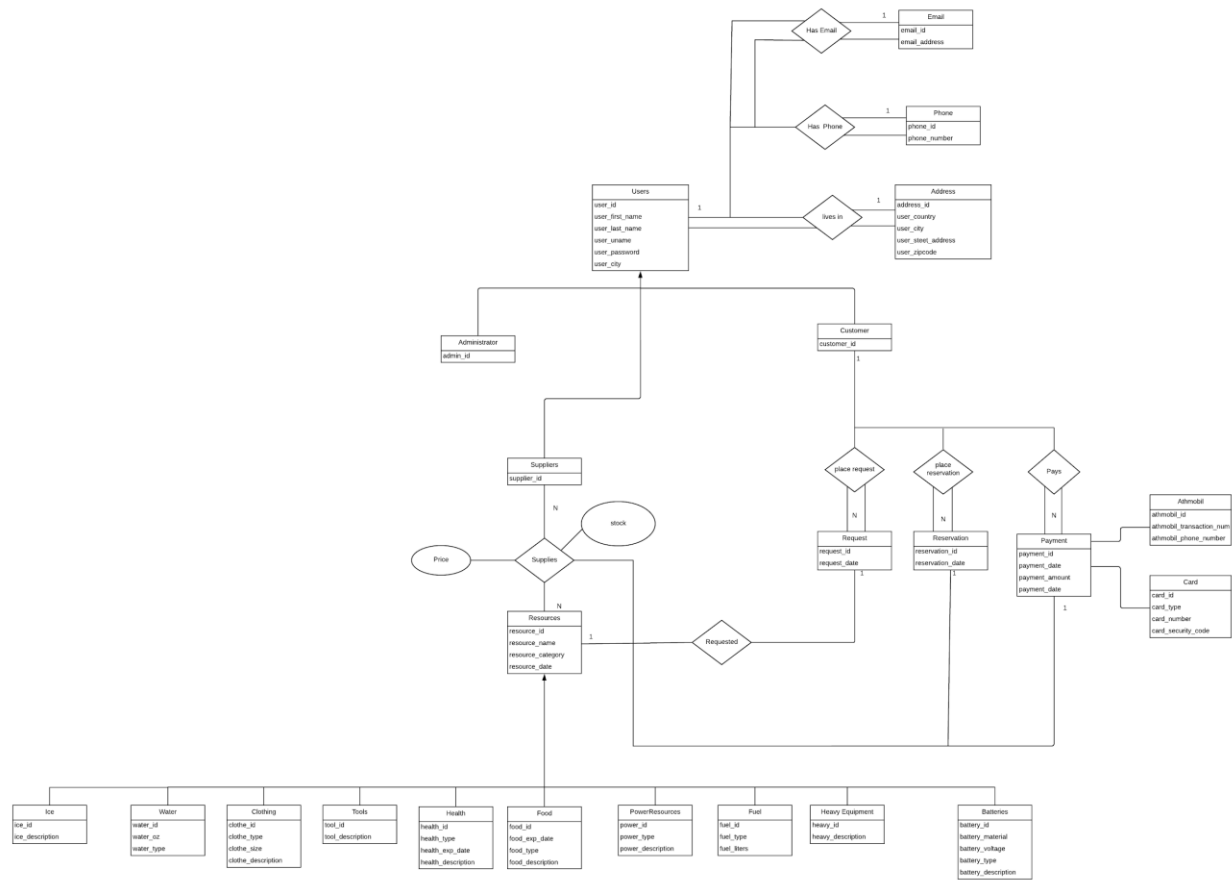 Email
email_id
email_address
Has Email
1
Phone
phone_id
phone_number
Has Phone
1
Users
user_id
user_first_name
user_last_name
user_uname
user_password
user_city
1
lives in
1
Address
address_id
user_country
user_city
user_steet_address
user_zipcode
Administrator
admin_id
Customer
customer_id
1
Suppliers
supplier_id
N
place request
place
reservation
Pays
N
N
N
stock
Price
Supplies
N
Request
request_id
request_date
1
Reservation
reservation_id
reservation_date
1
Payment
payment_id
payment_date
payment_amount
payment_date
1
Athmobil
athmobil_id
athmobil_transaction_num
athmobil_phone_number
Card
card_id
card_type
card_number
card_security_code
Resources
resource_id
resource_name
resource_category
resource_date
1
Requested
Ice
ice_id
ice_description
Water
water_id
water_oz
water_type
Clothing
clothe_id
clothe_type
clothe_size
clothe_description
Tools
tool_id
tool_description
Health
health_id
health_type
health_exp_date
health_description
Food
food_id
food_exp_date
food_type
food_description
PowerResources
power_id
power_type
power_description
Fuel
fuel_id
fuel_type
fuel_liters
Heavy Equipment
heavy_id
heavy_description
Batteries
battery_id
battery_material
battery_voltage
battery_type
battery_description